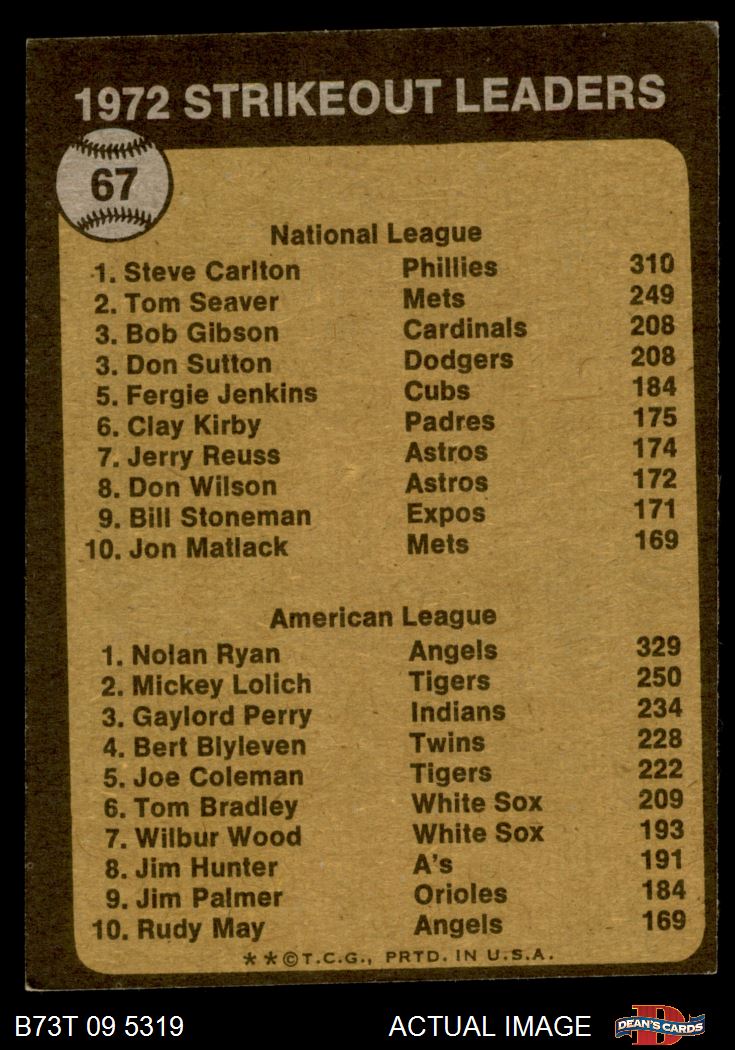 1972 STRIKEOUT LEADERS
67
National League
1. Steve Carlton Phillies 310
2. Tom Seaver Mets 249
3. Bob Gibson Cardinals 208
3. Don Sutton Dodgers 208
5. Fergie Jenkins Cubs 184
6. Clay Kirby Padres 175
7. Jerry Reuss Astros 174
8. Don Wilson Astros 172
9. Bill Stoneman Expos 171
10. Jon Matlack Mets 169
American League
1. Nolan Ryan Angels 329
2. Mickey Lolich Tigers 250
3. Gaylord Perry Indians 234
4. Bert Blyleven Twins 228
5. Joe Coleman Tigers 222
6. Tom Bradley White Sox 209
7. Wilbur Wood White Sox 193
8. Jim Hunter A's 191
9. Jim Palmer Orioles 184
10. Rudy May Angels 169
**©T.C.G., PRTD. IN U.S.A.
B73T 09 5319 ACTUAL IMAGE D DEAN'S CARDS